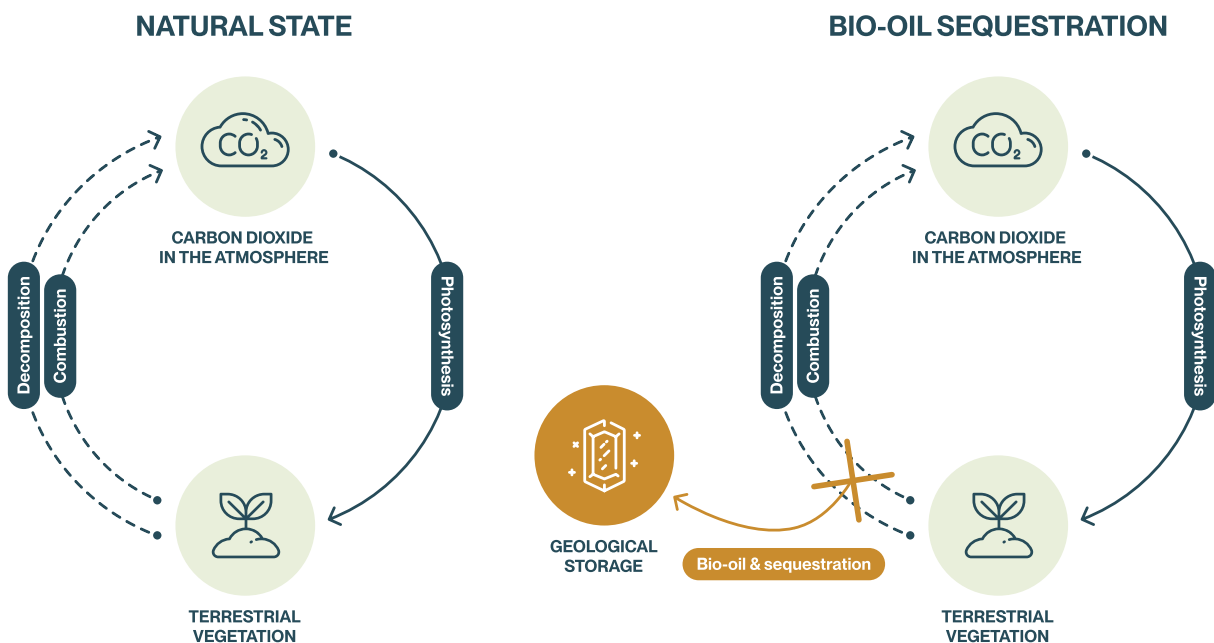 NATURAL STATE
CO₂
CARBON DIOXIDE
IN THE ATMOSPHERE
Decomposition
Combustion
Photosynthesis
TERRESTRIAL
VEGETATION
BIO-OIL SEQUESTRATION
CO₂
CARBON DIOXIDE
IN THE ATMOSPHERE
Decomposition
Combustion
Photosynthesis
GEOLOGICAL
STORAGE
Bio-oil & sequestration
TERRESTRIAL
VEGETATION